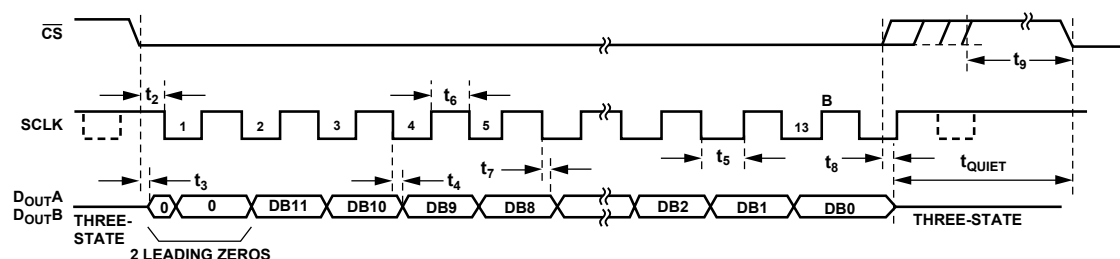 CS
t9
t2
t6
B
SCLK
1
2
3
4
5
13
t5
t8
tQUIET
t3
t4
t7
DOUTA
DOUTB
0
0
DB11
DB10
DB9
DB8
DB2
DB1
DB0
THREE-
STATE
THREE-STATE
2 LEADING ZEROS